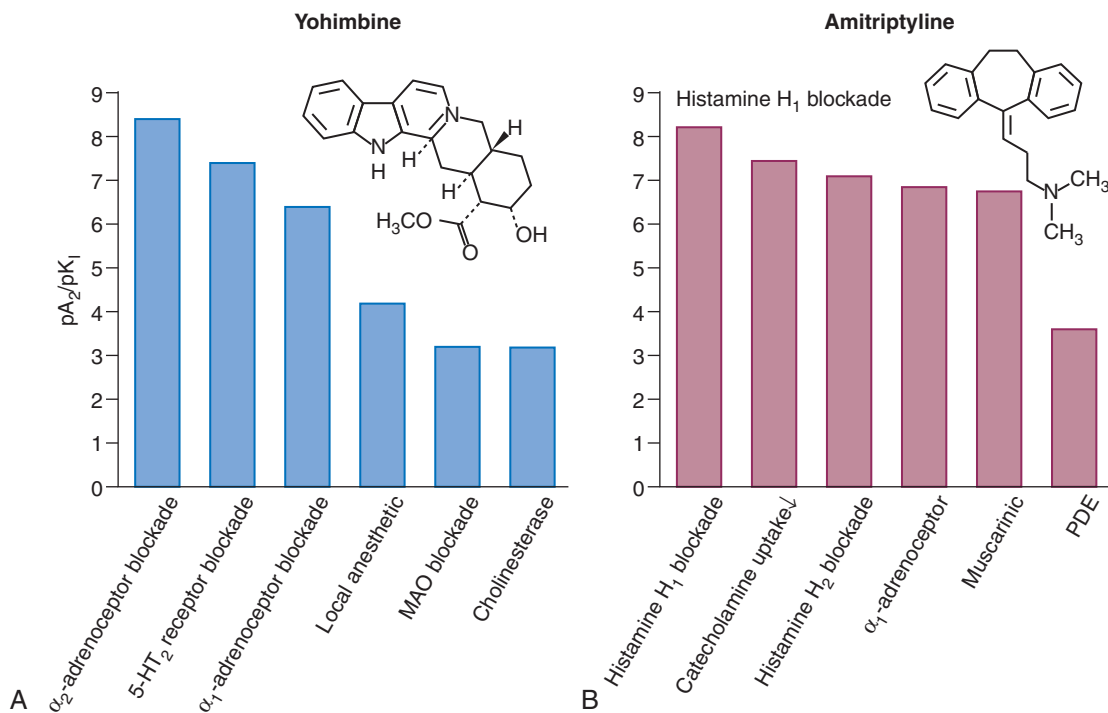 Yohimbine
9
8
7
6
5
4
3
2
1
0
pA₂/pKᵢ
N
H
N
H
H
H
H₃CO
O
OH
α₂-adrenoceptor blockade
5-HT₂ receptor blockade
α₁-adrenoceptor blockade
Local anesthetic
MAO blockade
Cholinesterase
A
Amitriptyline
Histamine H₁ blockade
9
8
7
6
5
4
3
2
1
0
N
CH₃
CH₃
Histamine H₁ blockade
Catecholamine uptake↓
Histamine H₂ blockade
α₁-adrenoceptor
Muscarinic
PDE
B